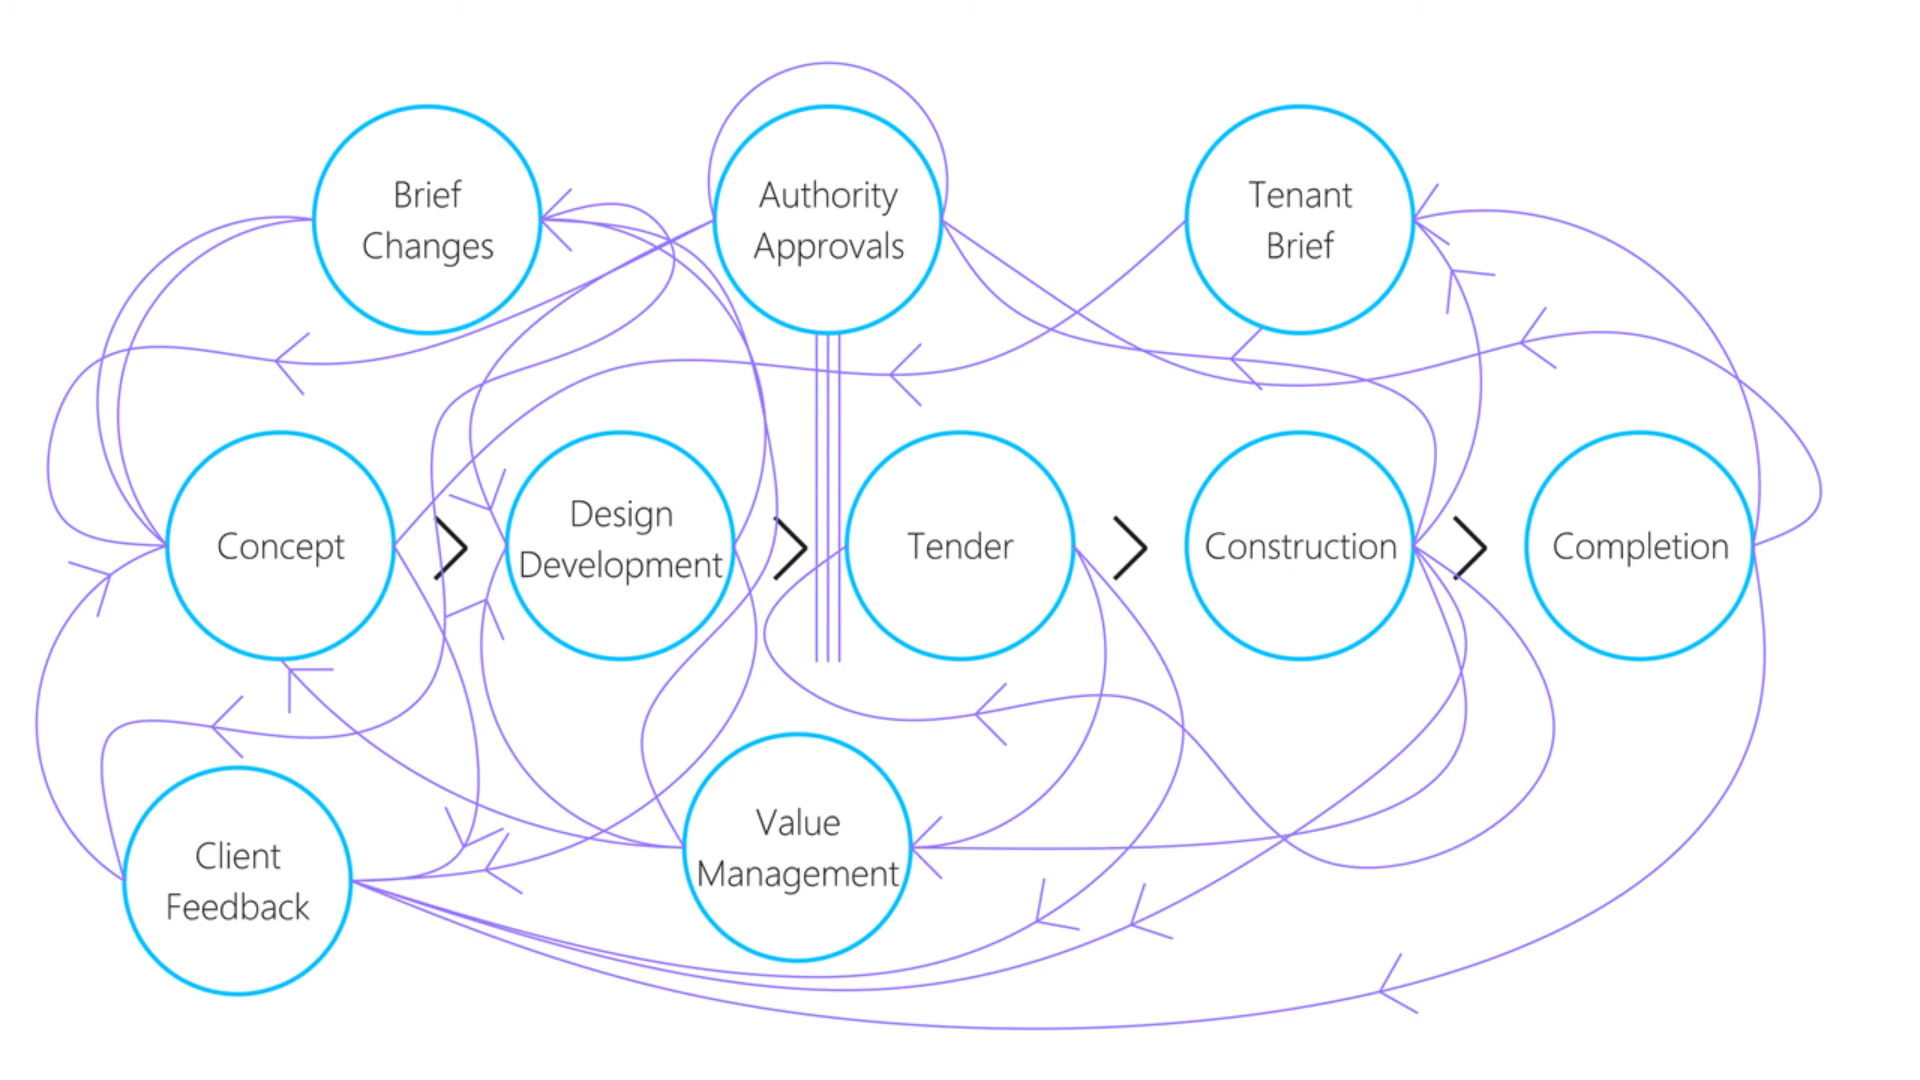 Brief
Changes
Authority
Approvals
Tenant
Brief
Concept
Design
Development
Tender
Construction
Completion
Value
Management
Client
Feedback